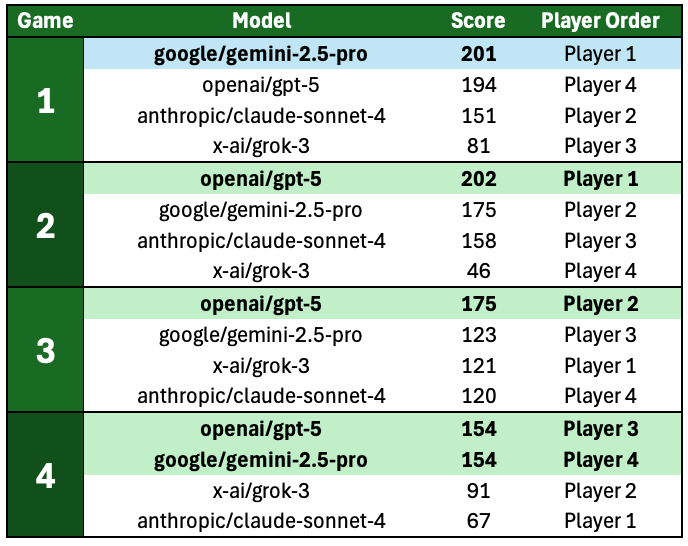 Game Model Score Player Order
1
google/gemini-2.5-pro 201 Player 1
openai/gpt-5 194 Player 4
anthropic/claude-sonnet-4 151 Player 2
x-ai/grok-3 81 Player 3
2
openai/gpt-5 202 Player 1
google/gemini-2.5-pro 175 Player 2
anthropic/claude-sonnet-4 158 Player 3
x-ai/grok-3 46 Player 4
3
openai/gpt-5 175 Player 2
google/gemini-2.5-pro 123 Player 3
x-ai/grok-3 121 Player 1
anthropic/claude-sonnet-4 120 Player 4
4
openai/gpt-5 154 Player 3
google/gemini-2.5-pro 154 Player 4
x-ai/grok-3 91 Player 2
anthropic/claude-sonnet-4 67 Player 1